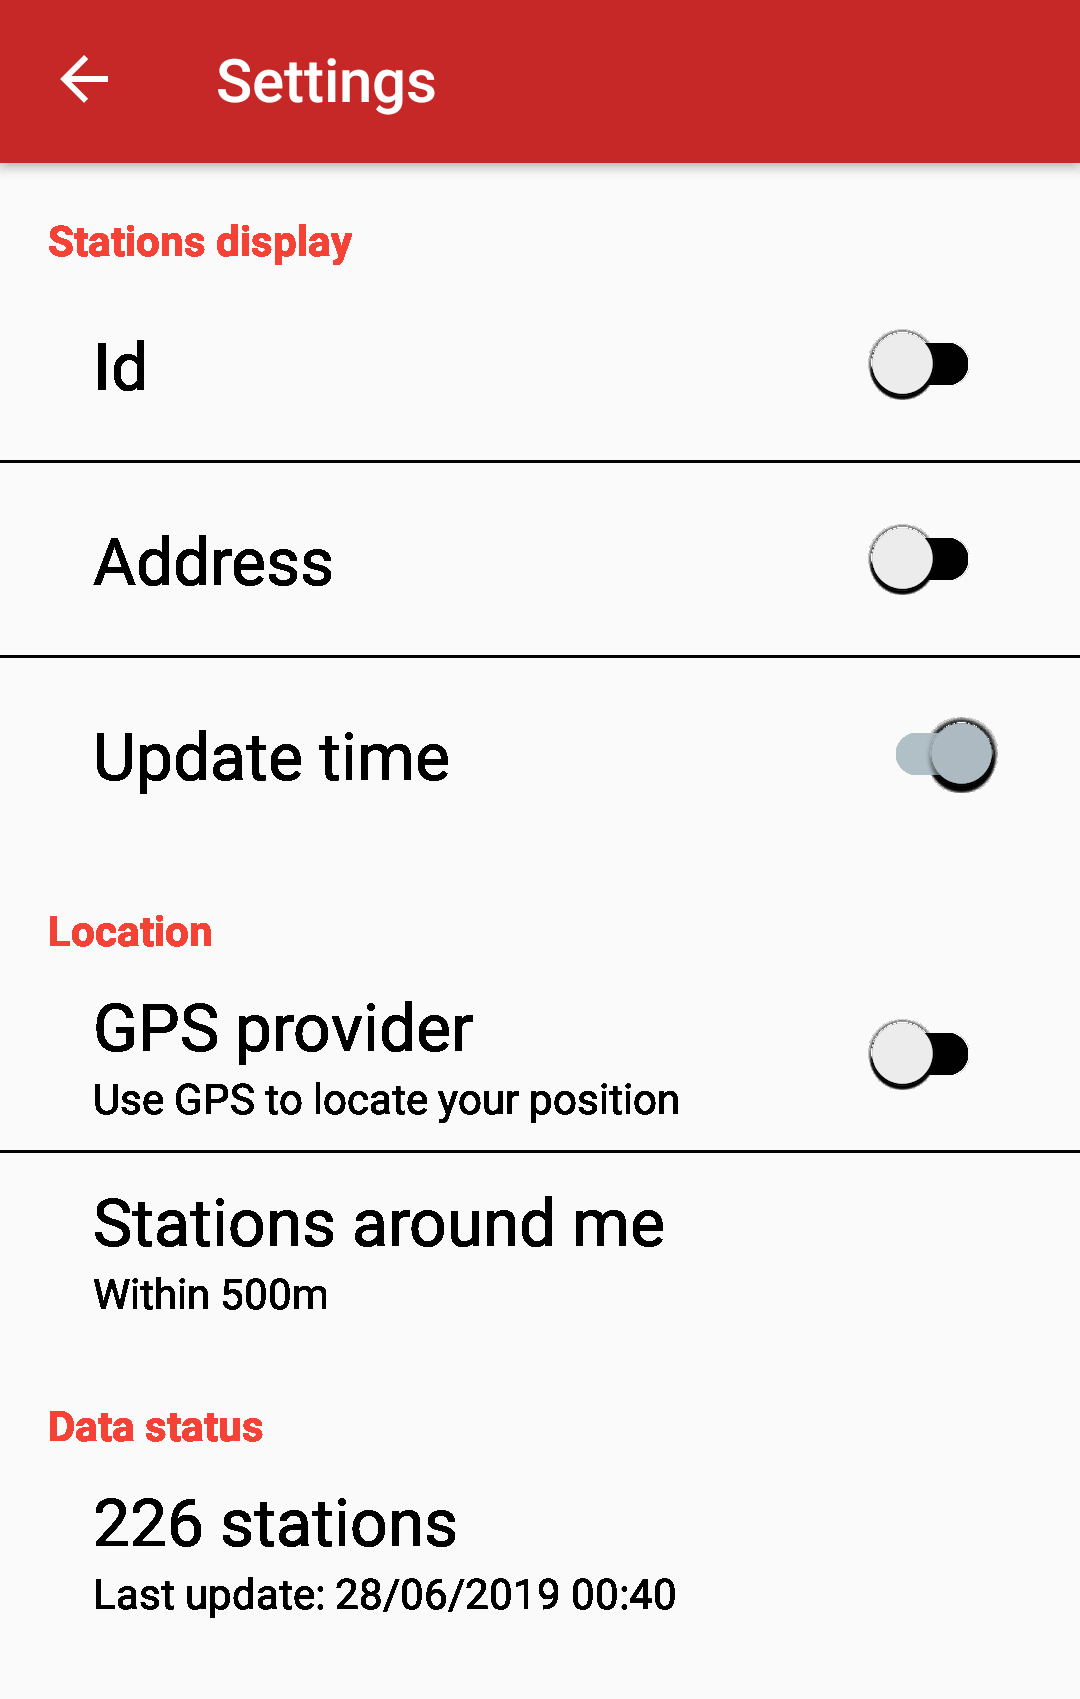 Settings
Stations display
Id
Address
Update time
Location
GPS provider
Use GPS to locate your position
Stations around me
Within 500m
Data status
226 stations
Last update: 28/06/2019 00:40